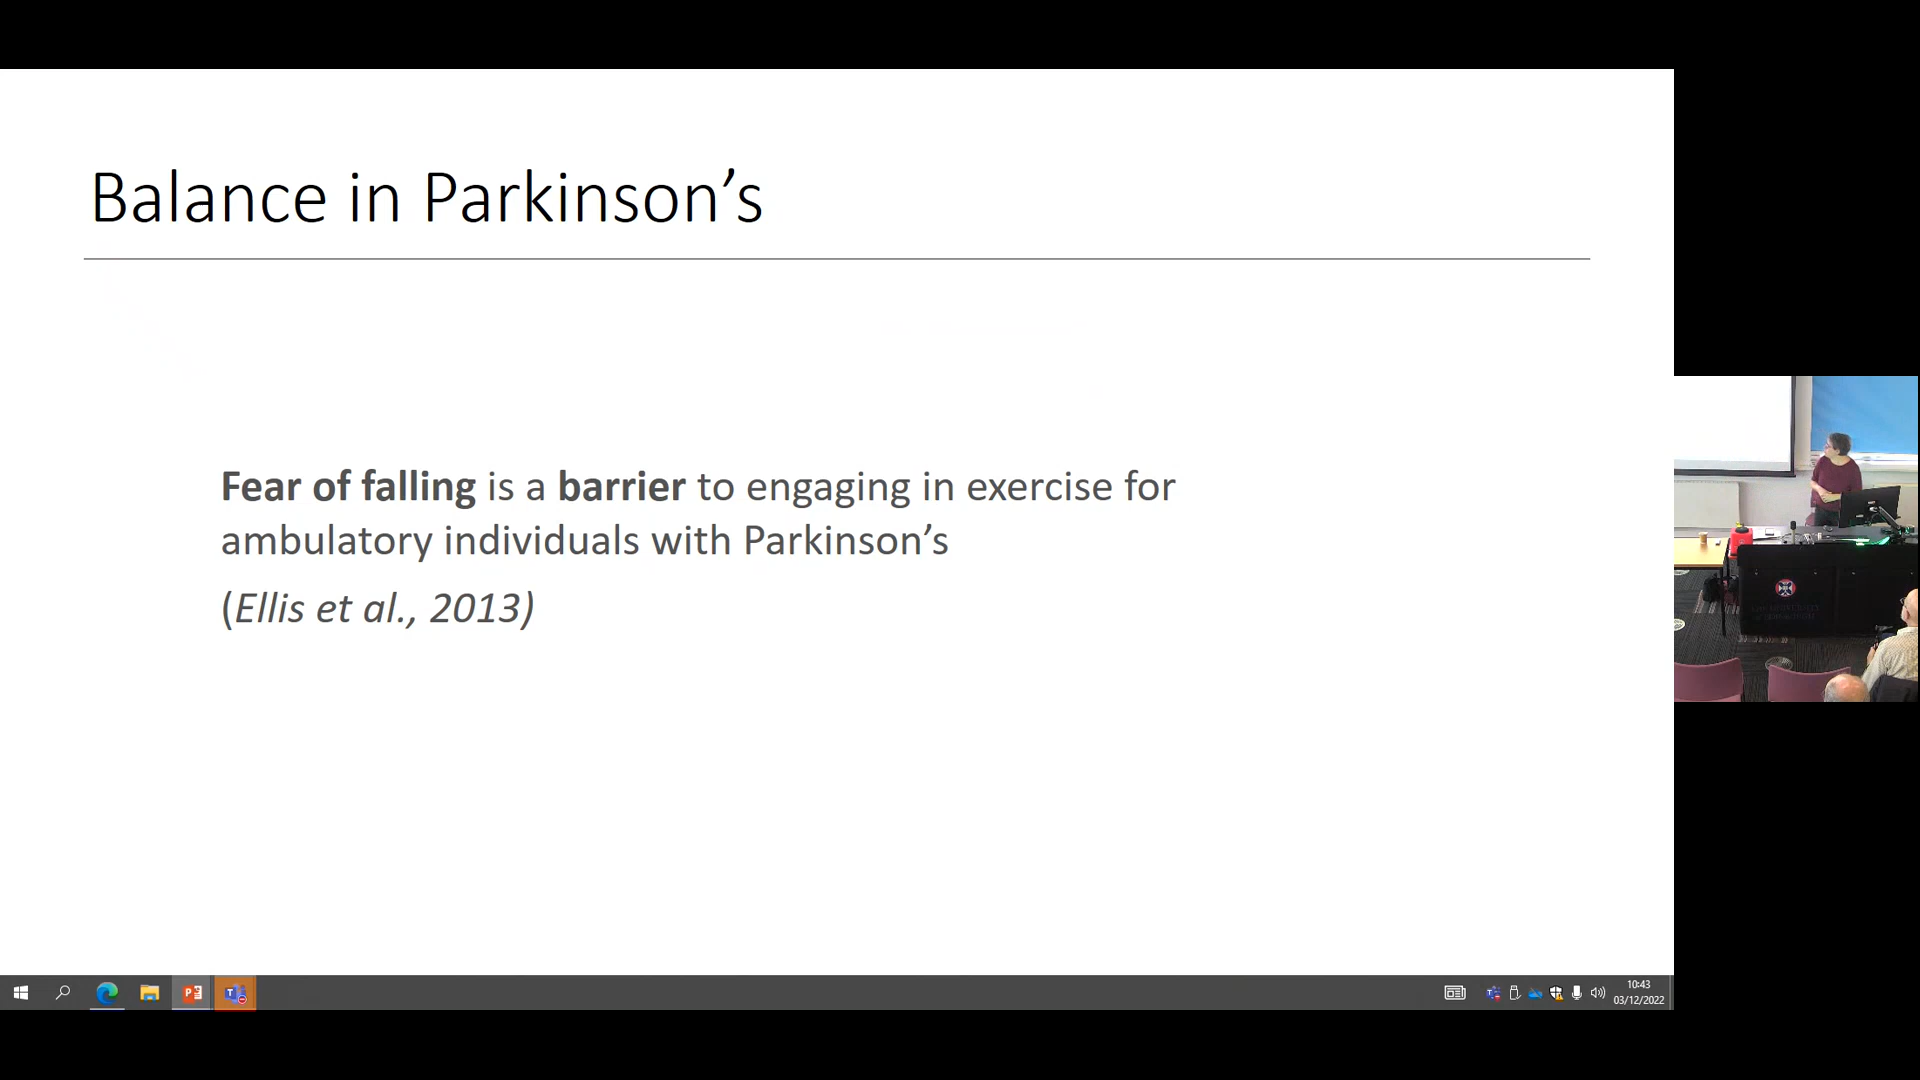 Balance in Parkinson’s
Fear of falling is a barrier to engaging in exercise for
ambulatory individuals with Parkinson’s
(Ellis et al., 2013)
10:43
03/12/2022